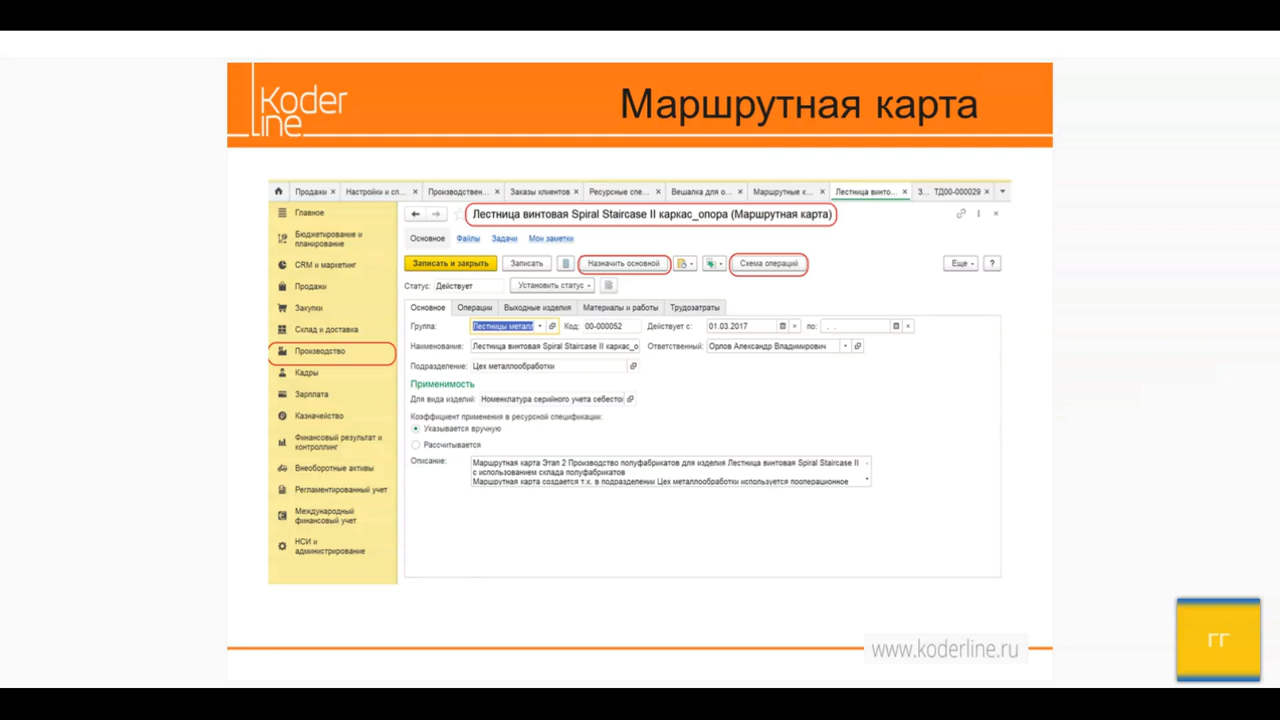 Koder
line
Маршрутная карта
Продажи × Настройки и сп... × Производствен... × Заказы клиентов × Ресурсные спе... × Вешалка для о... × Маршрутные к... × Лестница винто... × З... ТД00-000029 ×
Главное
Бюджетирование и
планирование
CRM и маркетинг
Продажи
Закупки
Склад и доставка
Производство
Кадры
Зарплата
Казначейство
Финансовый результат и
контроллинг
Внеоборотные активы
Регламентированный учет
Международный
финансовый учет
НСИ и
администрирование
Лестница винтовая Spiral Staircase II каркас_опора (Маршрутная карта)
Основное Файлы Задачи Мои заметки
Записать и закрыть Записать Назначить основной Схема операций Еще ?
Статус: Действует Установить статус
Основное Операции Выходные изделия Материалы и работы Трудозатраты
Группа: Лестницы металл Код: 00-000052 Действует с: 01.03.2017 по: . .
Наименование: Лестница винтовая Spiral Staircase II каркас_о Ответственный: Орлов Александр Владимирович
Подразделение: Цех металлообработки
Применимость
Для вида изделий: Номенклатура серийного учета себесто
Коэффициент применения в ресурсной спецификации:
Указывается вручную
Рассчитывается
Описание: Маршрутная карта Этап 2 Производство полуфабрикатов для изделия Лестница винтовая Spiral Staircase II
с использованием склада полуфабрикатов
Маршрутная карта создается т.к. в подразделении Цех металлообработки используется пооперационное
www.koderline.ru
ГГ